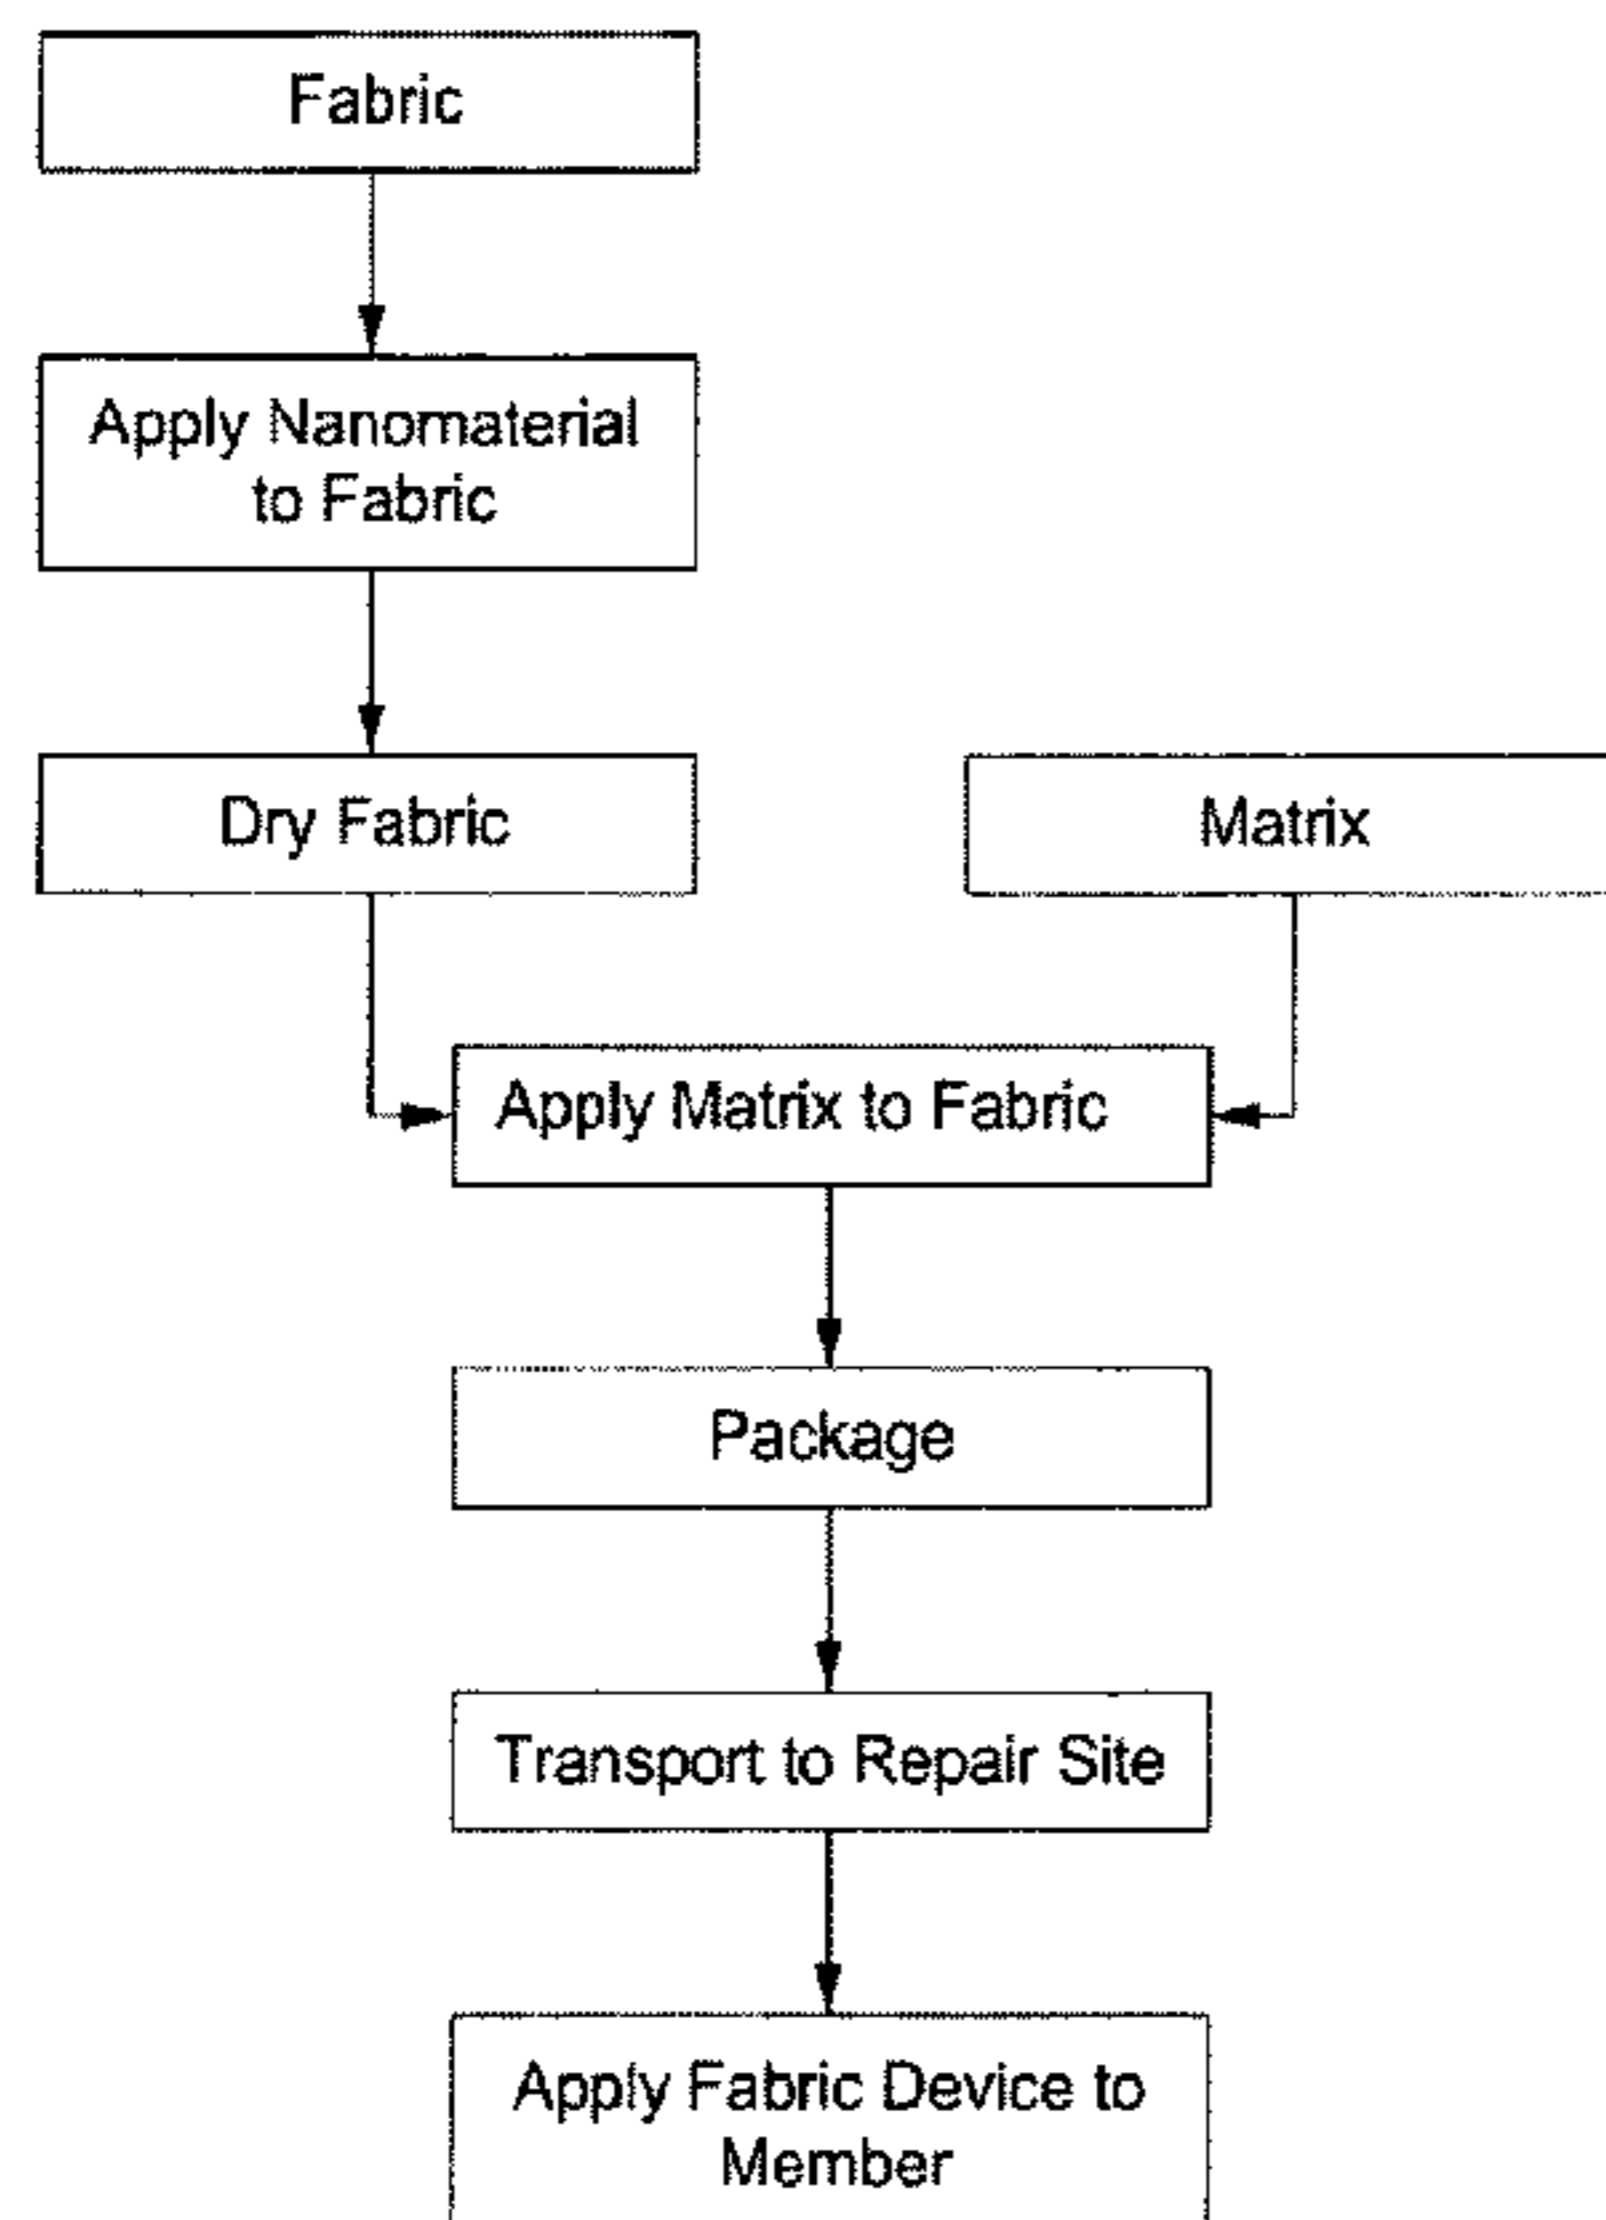 Fabric
Apply Nanomaterial
to Fabric
Dry Fabric
Matrix
Apply Matrix to Fabric
Package
Transport to Repair Site
Apply Fabric Device to
Member